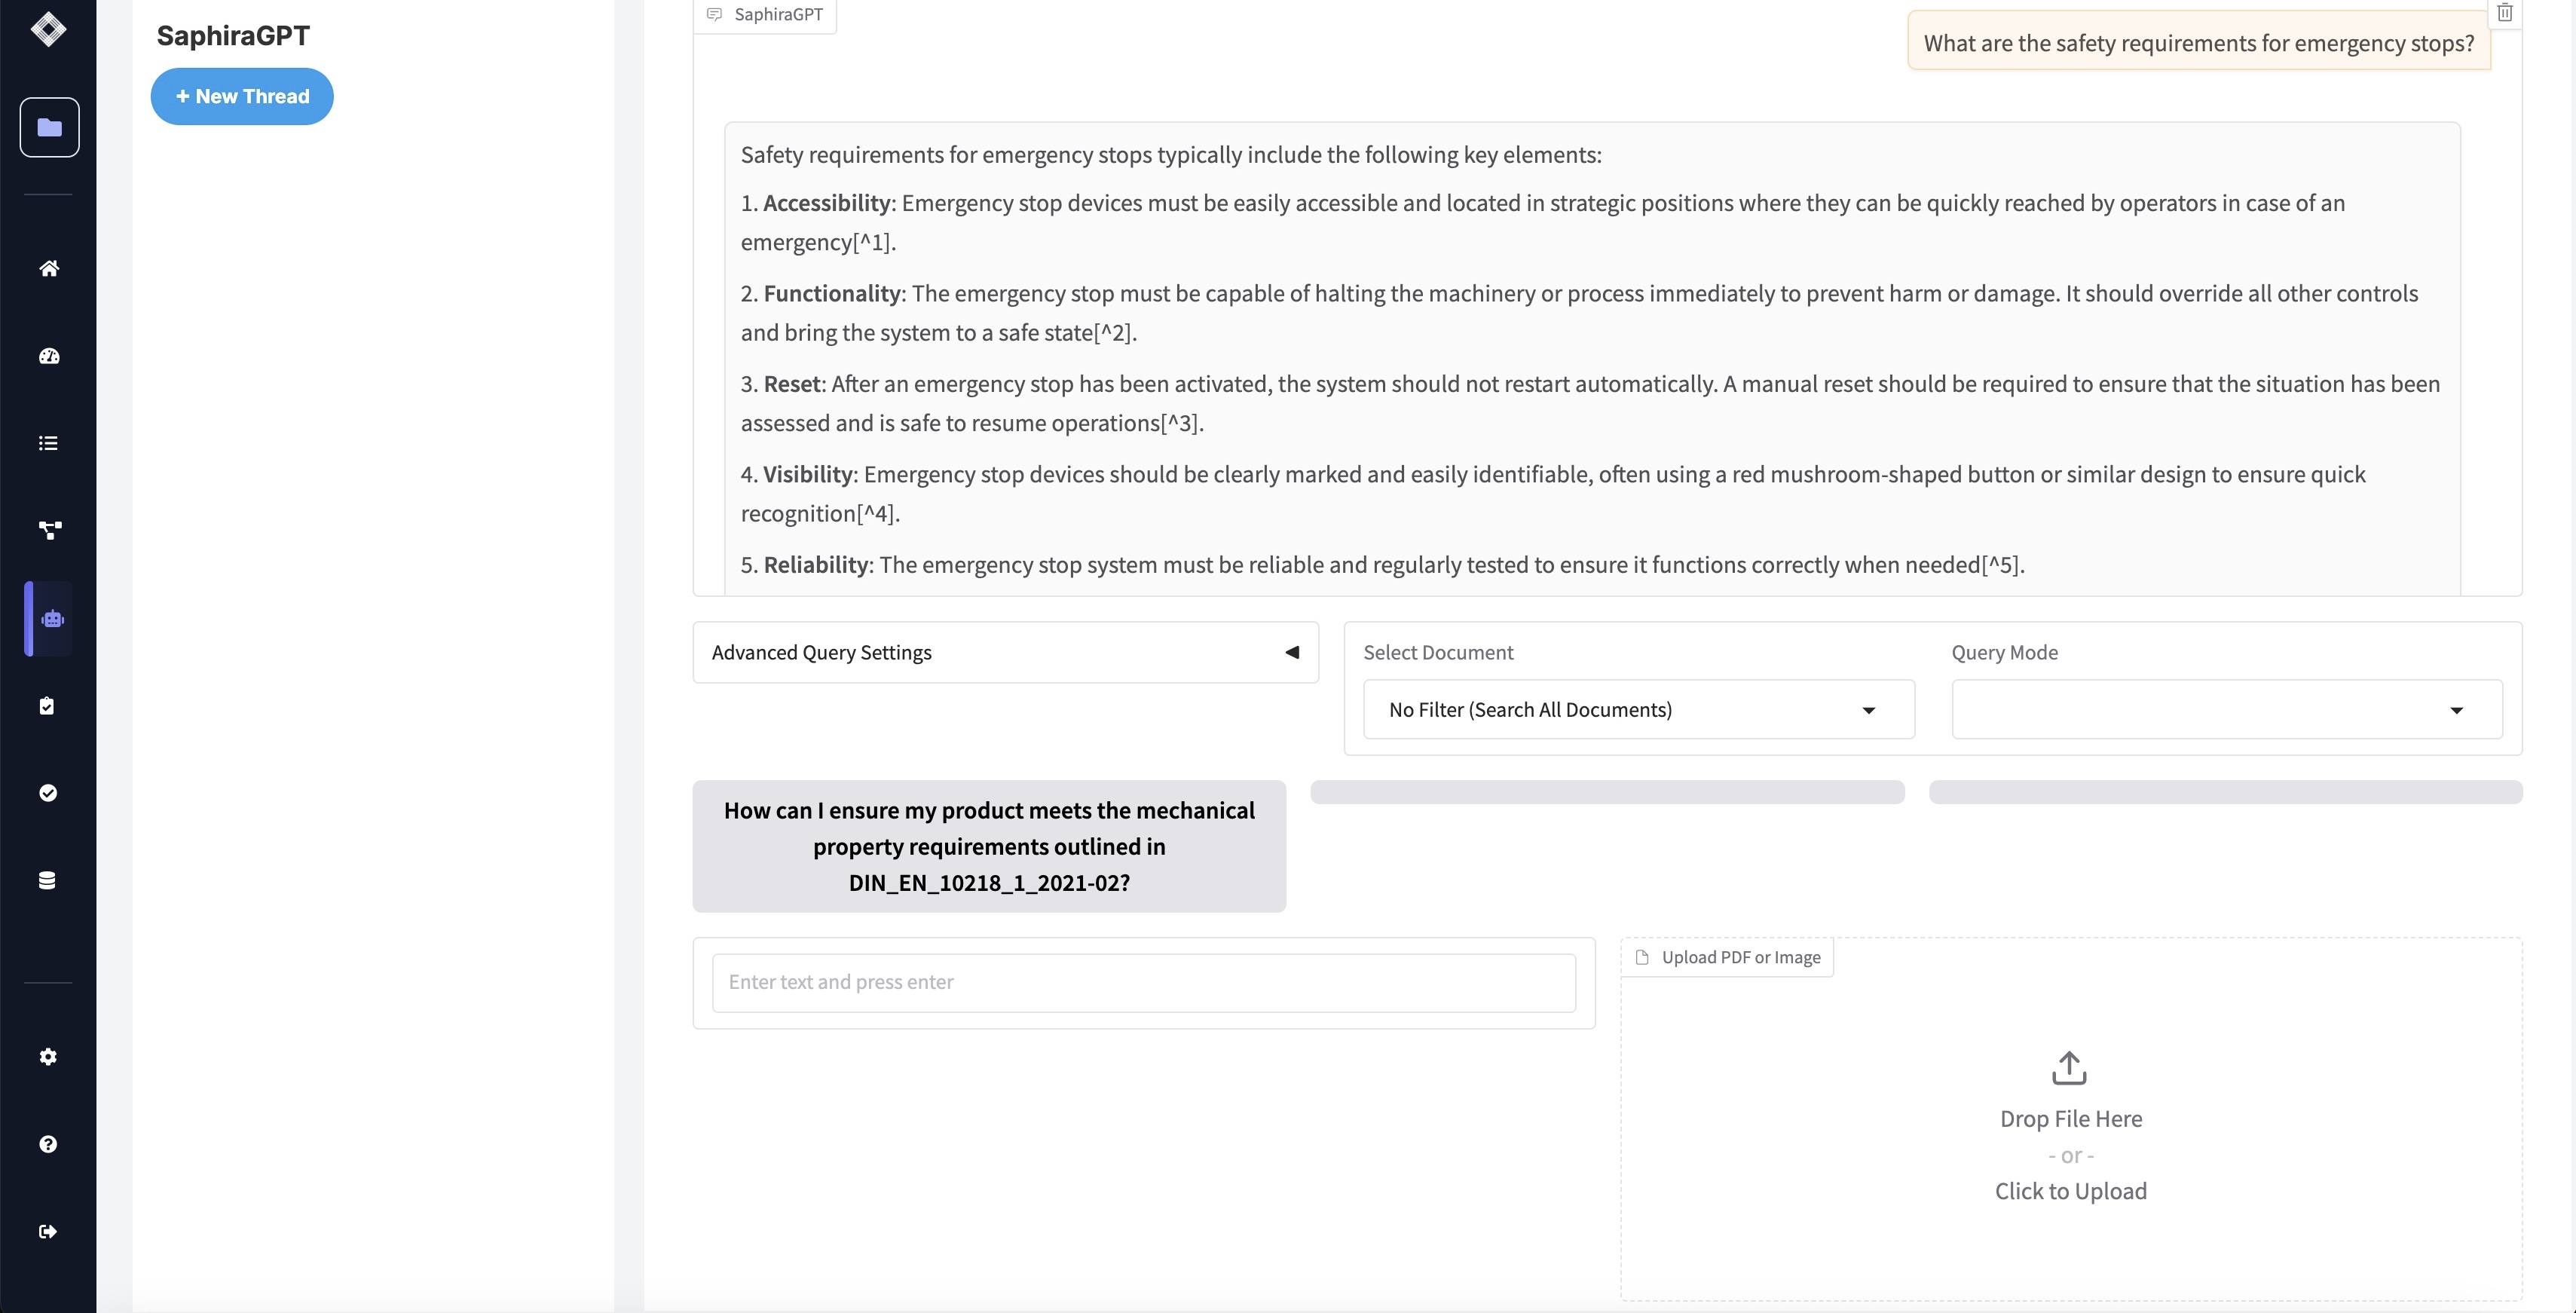 SaphiraGPT
+ New Thread
SaphiraGPT
What are the safety requirements for emergency stops?
Safety requirements for emergency stops typically include the following key elements:
1. Accessibility: Emergency stop devices must be easily accessible and located in strategic positions where they can be quickly reached by operators in case of an
emergency[^1].
2. Functionality: The emergency stop must be capable of halting the machinery or process immediately to prevent harm or damage. It should override all other controls
and bring the system to a safe state[^2].
3. Reset: After an emergency stop has been activated, the system should not restart automatically. A manual reset should be required to ensure that the situation has been
assessed and is safe to resume operations[^3].
4. Visibility: Emergency stop devices should be clearly marked and easily identifiable, often using a red mushroom-shaped button or similar design to ensure quick
recognition[^4].
5. Reliability: The emergency stop system must be reliable and regularly tested to ensure it functions correctly when needed[^5].
Advanced Query Settings
Select Document
Query Mode
No Filter (Search All Documents)
How can I ensure my product meets the mechanical
property requirements outlined in
DIN_EN_10218_1_2021-02?
Enter text and press enter
Upload PDF or Image
Drop File Here
- or -
Click to Upload